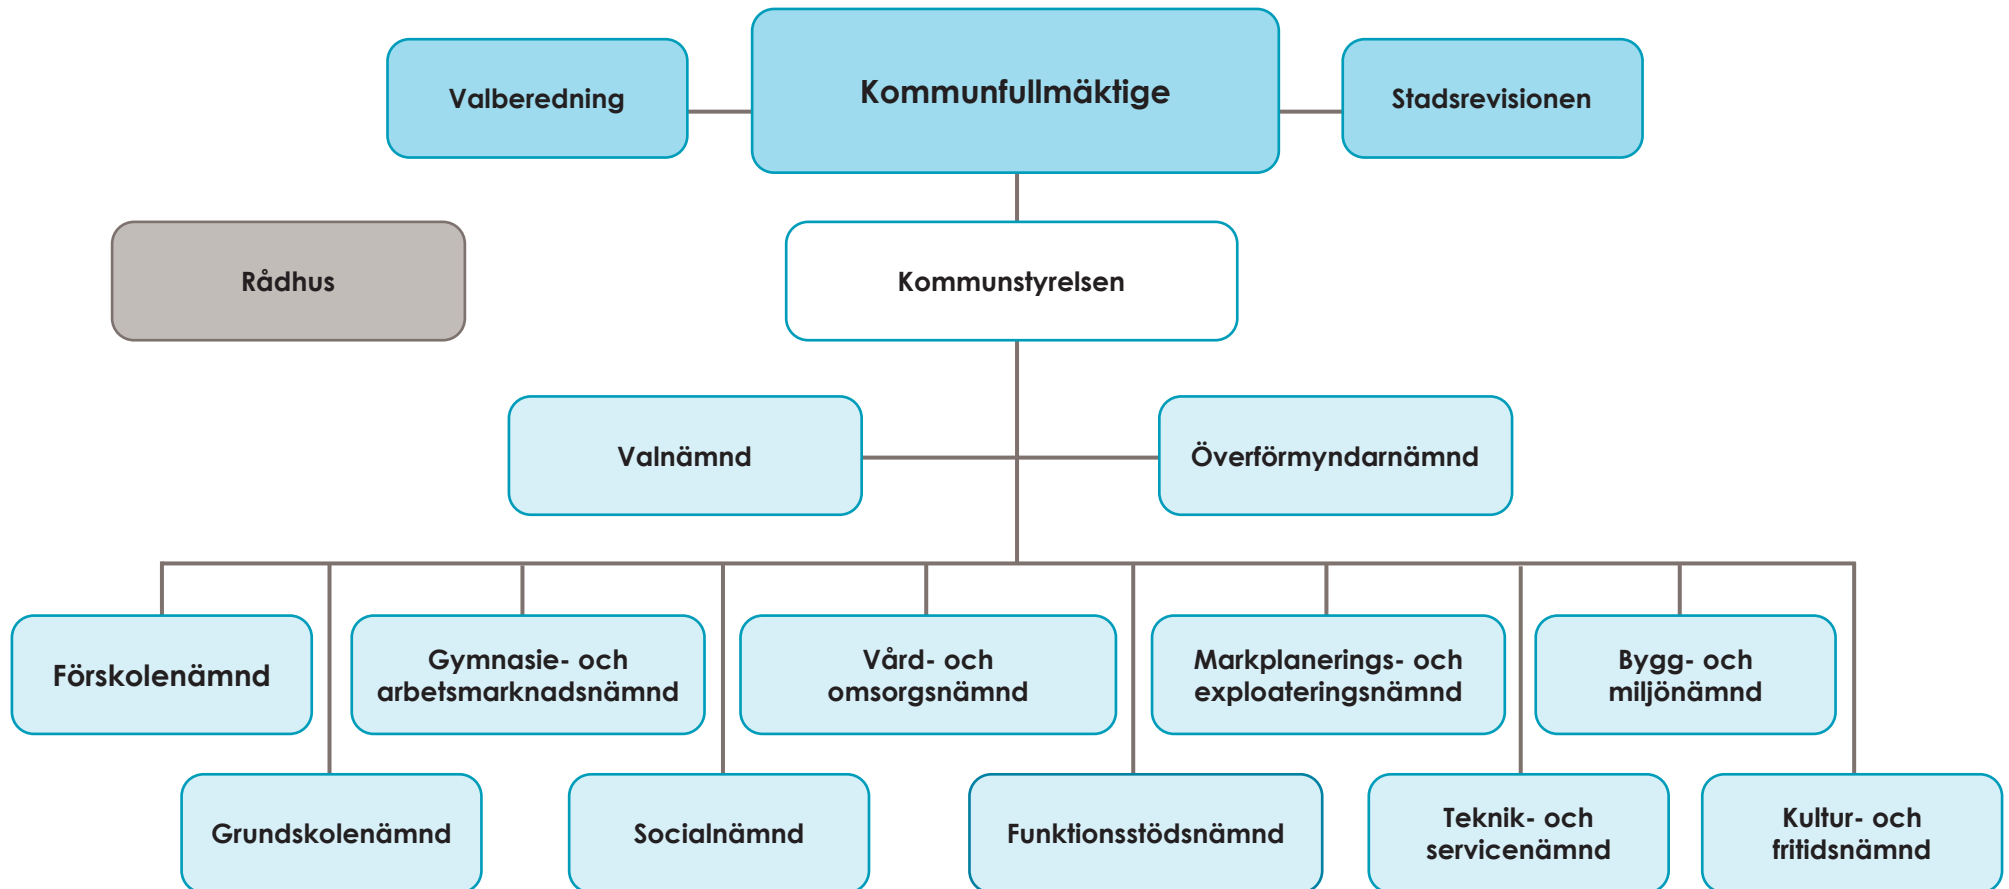 Valberedning
Kommunfullmäktige
Stadsrevisionen
Rådhus
Kommunstyrelsen
Valnämnd
Överförmyndarnämnd
Förskolenämnd
Gymnasie- och
arbetsmarknadsnämnd
Vård- och
omsorgsnämnd
Markplanerings- och
exploateringsnämnd
Bygg- och
miljönämnd
Grundskolenämnd
Socialnämnd
Funktionsstödsnämnd
Teknik- och
servicenämnd
Kultur- och
fritidsnämnd